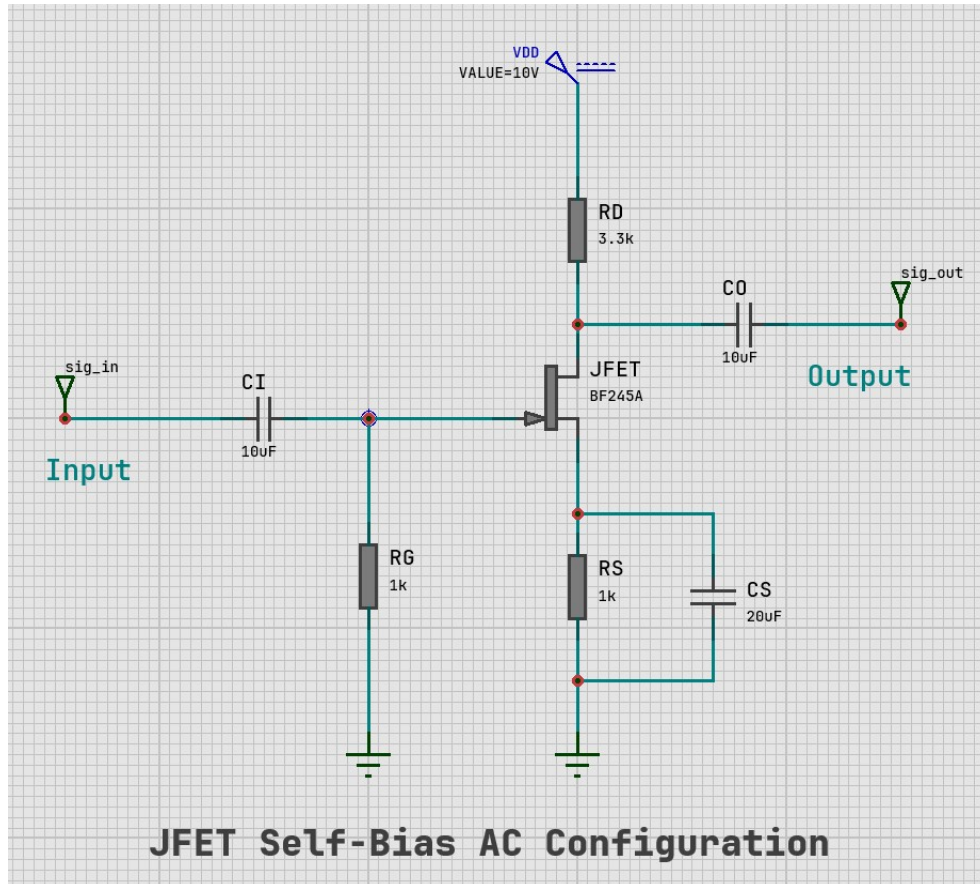 VDD
VALUE=10V
RD
3.3k
sig_out
CO
10uF
Output
JFET
BF245A
sig_in
CI
10uF
Input
RG
1k
RS
1k
CS
20uF
JFET Self-Bias AC Configuration